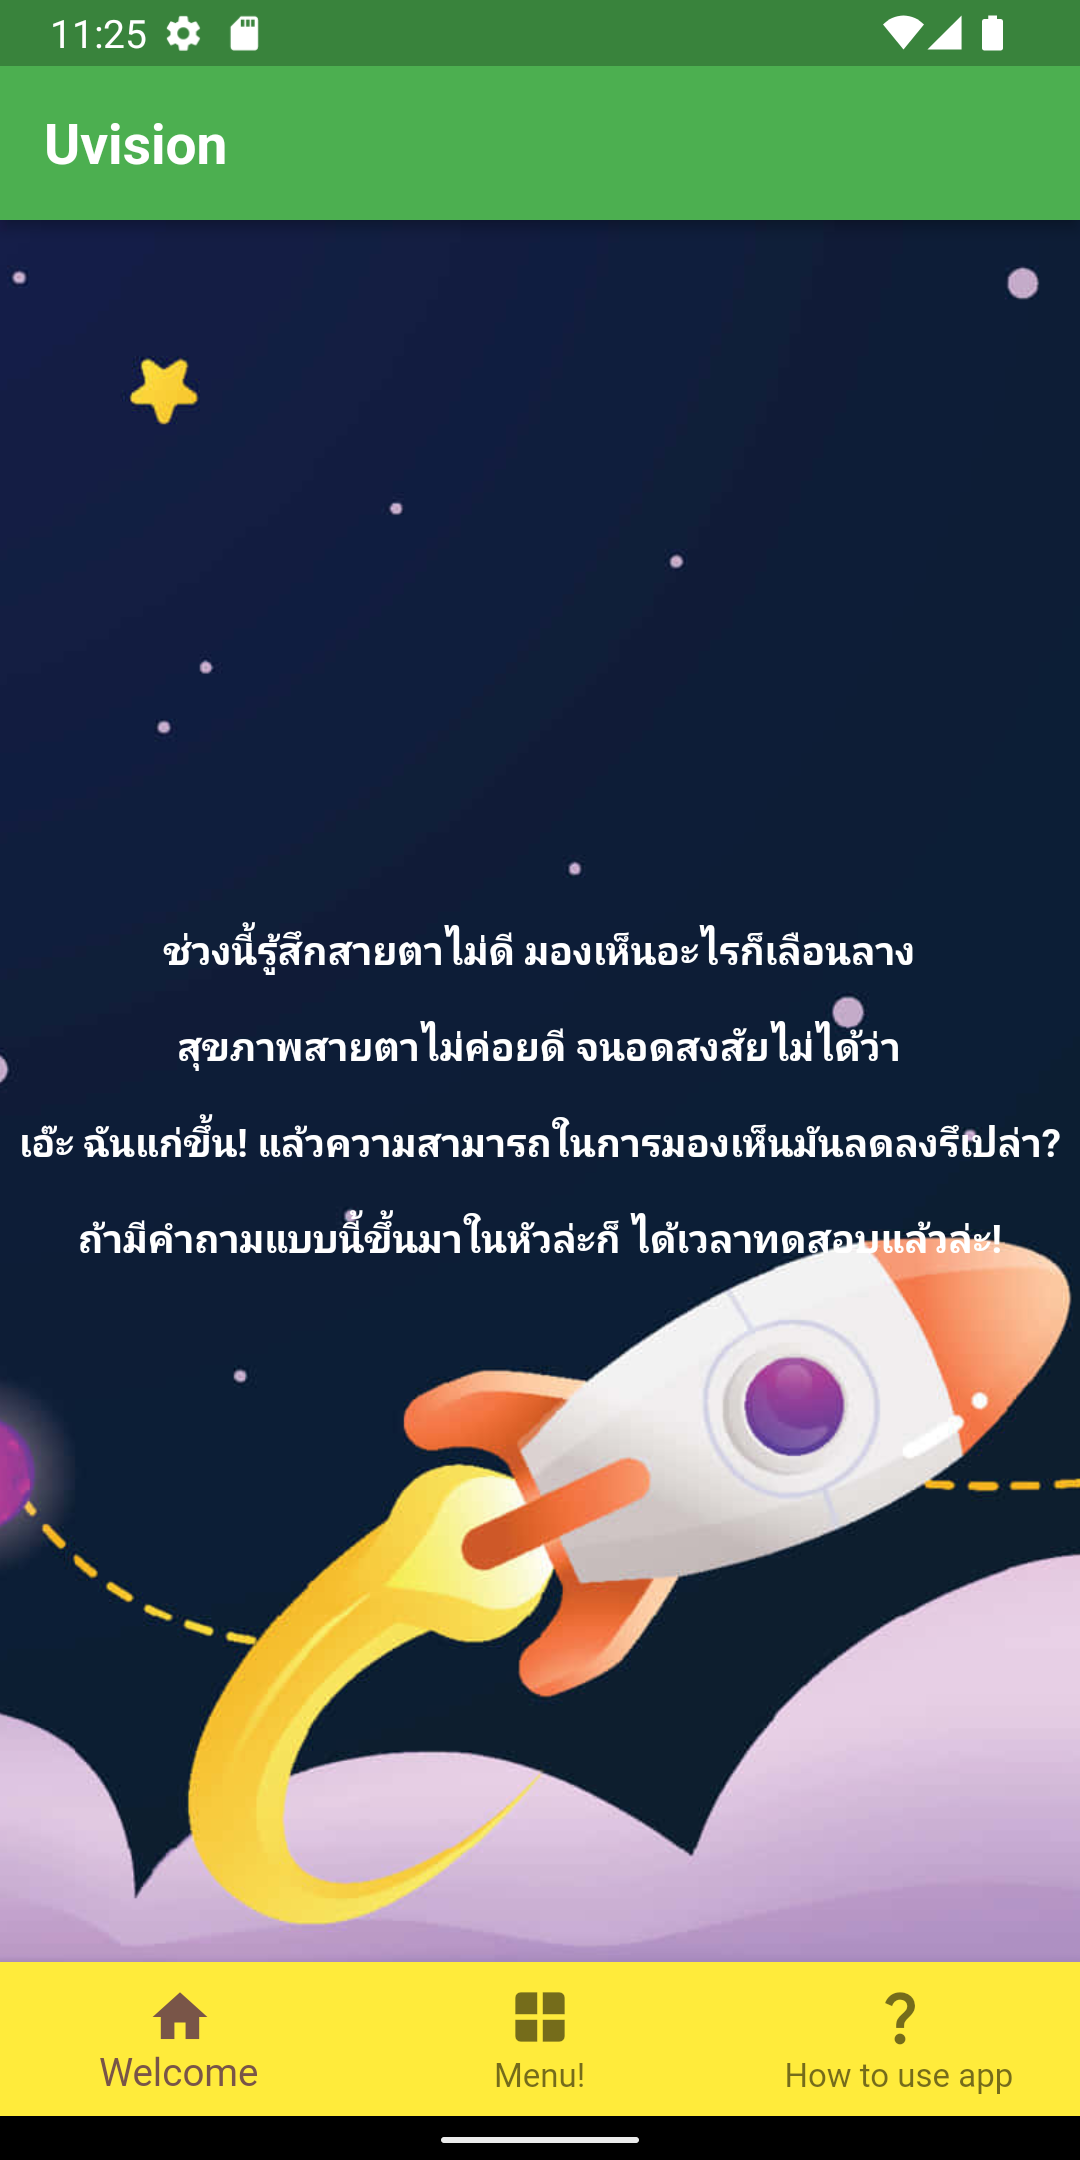 11:25
Uvision
ช่วงนี้รู้สึกสายตาไม่ดี มองเห็นอะไรก็เลือนลาง
สุขภาพสายตาไม่ค่อยดี จนอดสงสัยไม่ได้ว่า
เอ๊ะ ฉันแก่ขึ้น! แล้วความสามารถในการมองเห็นมันลดลงรึเปล่า?
ถ้ามีคำถามแบบนี้ขึ้นมาในหัวล่ะก็ ได้เวลาทดสอบแล้วล่ะ!
Welcome
Menu!
How to use app